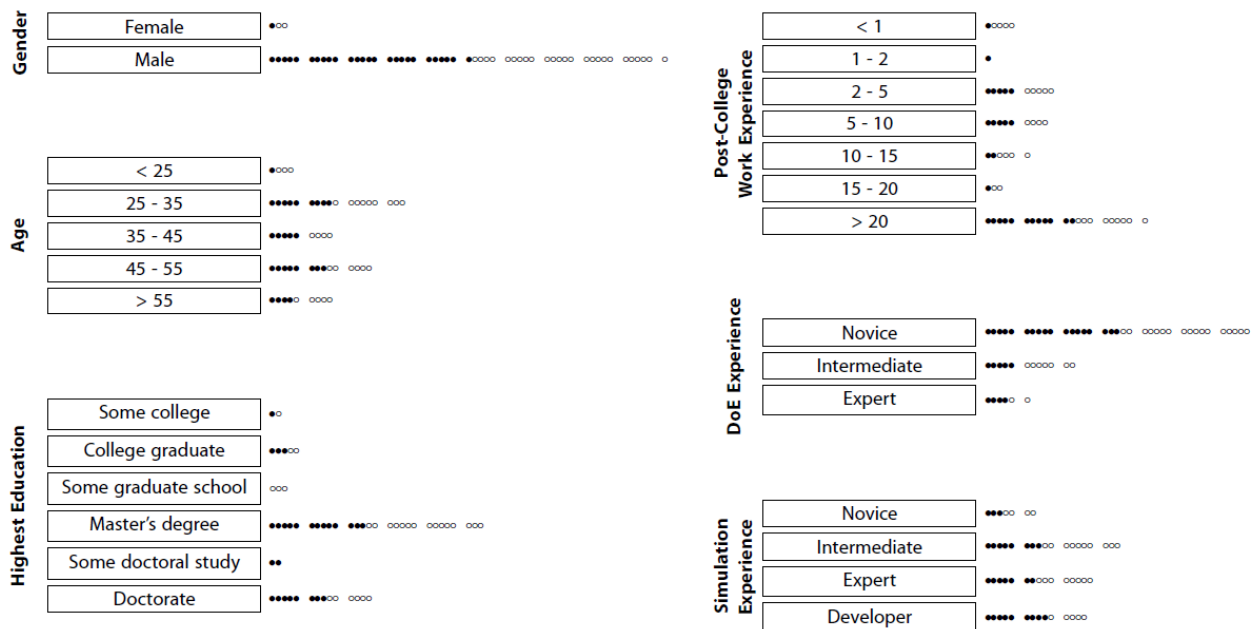 Gender
Female
Male
Age
< 25
25 - 35
35 - 45
45 - 55
> 55
Highest Education
Some college
College graduate
Some graduate school
Master's degree
Some doctoral study
Doctorate
Post-College
Work Experience
< 1
1 - 2
2 - 5
5 - 10
10 - 15
15 - 20
> 20
DoE Experience
Novice
Intermediate
Expert
Simulation
Experience
Novice
Intermediate
Expert
Developer